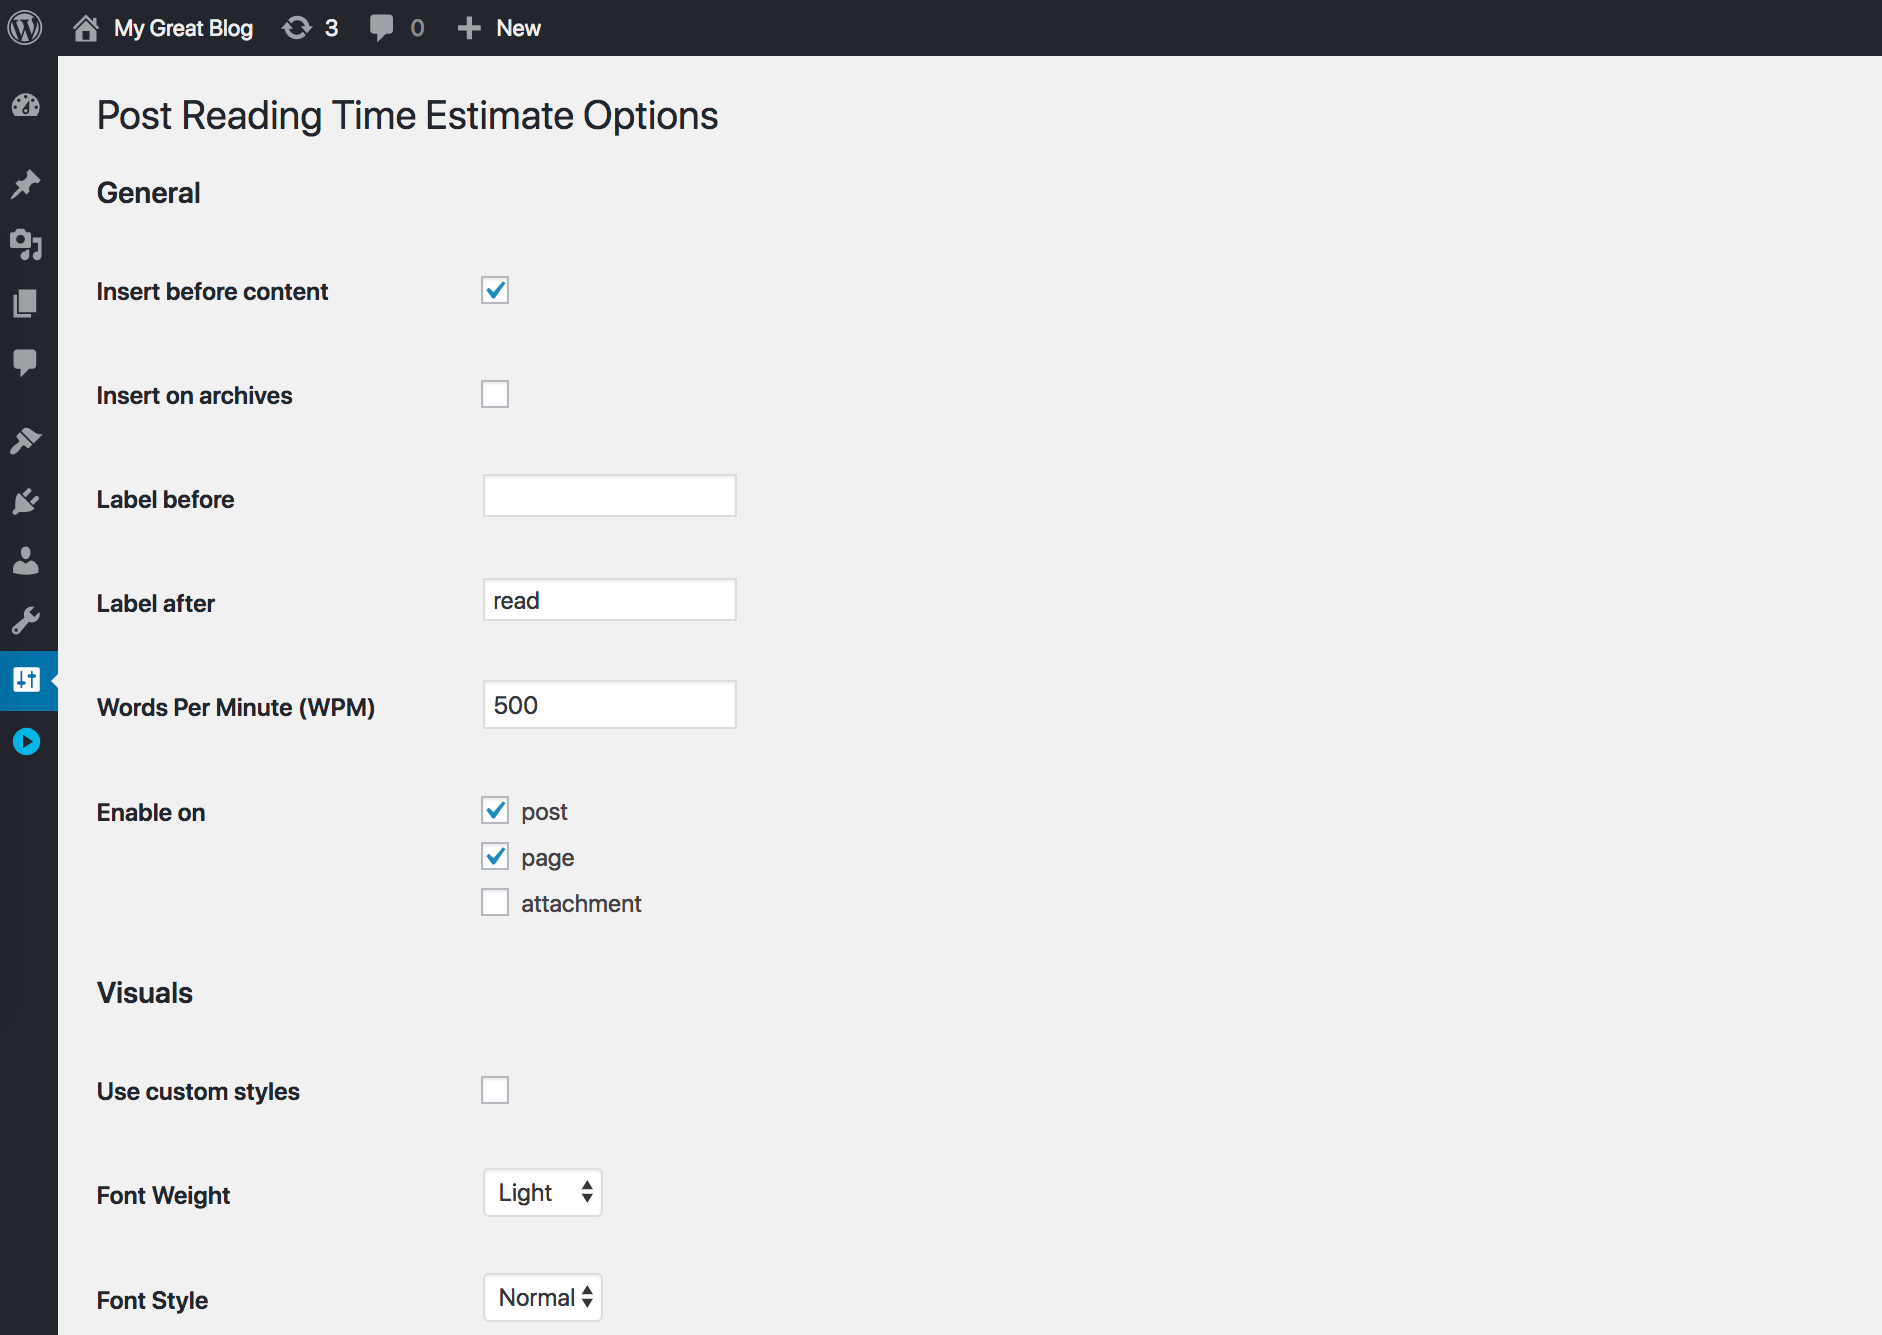 My Great Blog 3 0 New
Post Reading Time Estimate Options
General
Insert before content
Insert on archives
Label before
Label after read
Words Per Minute (WPM) 500
Enable on post
page
attachment
Visuals
Use custom styles
Font Weight Light
Font Style Normal